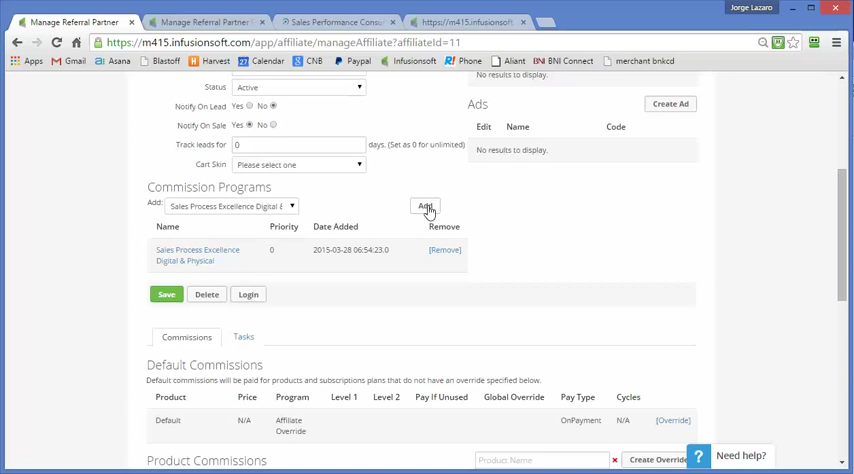 Jorge Lazaro
Manage Referral Partner
Manage Referral Partner
Sales Performance Consu
https://m415.infusionsoft.c
https://m415.infusionsoft.com/app/affiliate/manageAffiliate?affiliateId=11
Apps Gmail Asana Blastoff Harvest Calendar CNB Paypal Infusionsoft Phone Aliant BNI Connect merchant bnkcd
Status Active
No results to display.
Notify On Lead Yes No
Ads
Create Ad
Notify On Sale Yes No
Edit Name Code
Track leads for 0 days. (Set as 0 for unlimited)
No results to display.
Cart Skin Please select one
Commission Programs
Add: Sales Process Excellence Digital & Add
Name Priority Date Added Remove
Sales Process Excellence
Digital & Physical
0 2015-03-28 06:54:23.0 [Remove]
Save Delete Login
Commissions Tasks
Default Commissions
Default commissions will be paid for products and subscriptions plans that do not have an override specified below.
Product Price Program Level 1 Level 2 Pay If Unused Global Override Pay Type Cycles
Default N/A Affiliate
Override
OnPayment N/A [Override]
Product Commissions
Product Name
Create Override
? Need help?